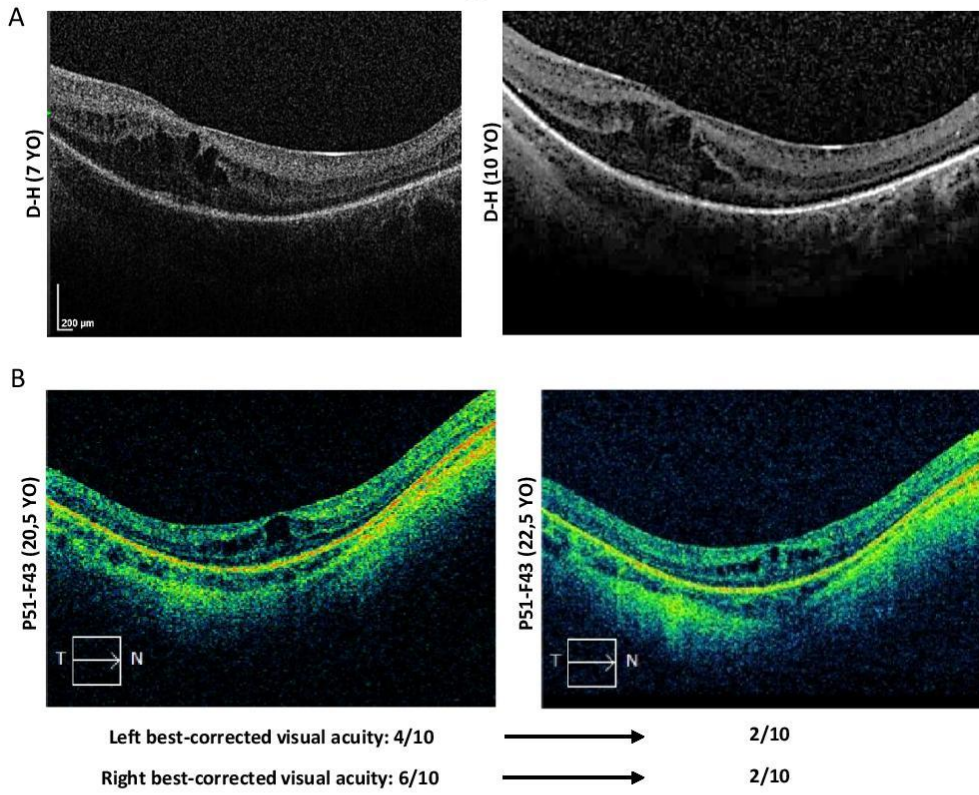 A
D-H (7 YO)
200 µm
D-H (10 YO)
B
P51-F43 (20,5 YO)
T N
P51-F43 (22,5 YO)
T N
Left best-corrected visual acuity: 4/10 2/10
Right best-corrected visual acuity: 6/10 2/10